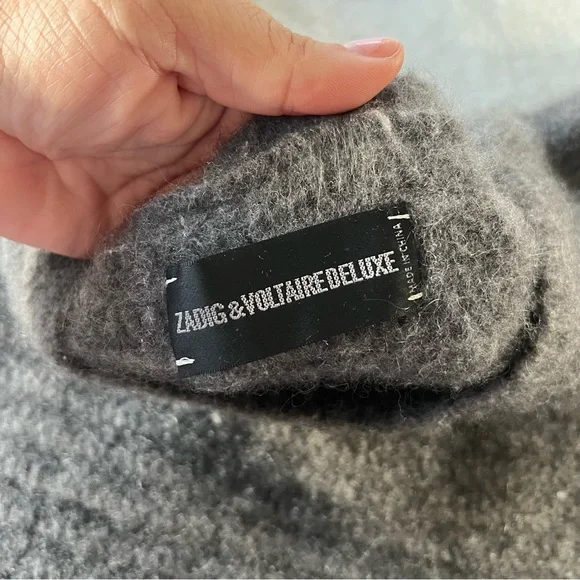 ZADIG & VOLTAIRE DELUXE
MADE IN CHINA